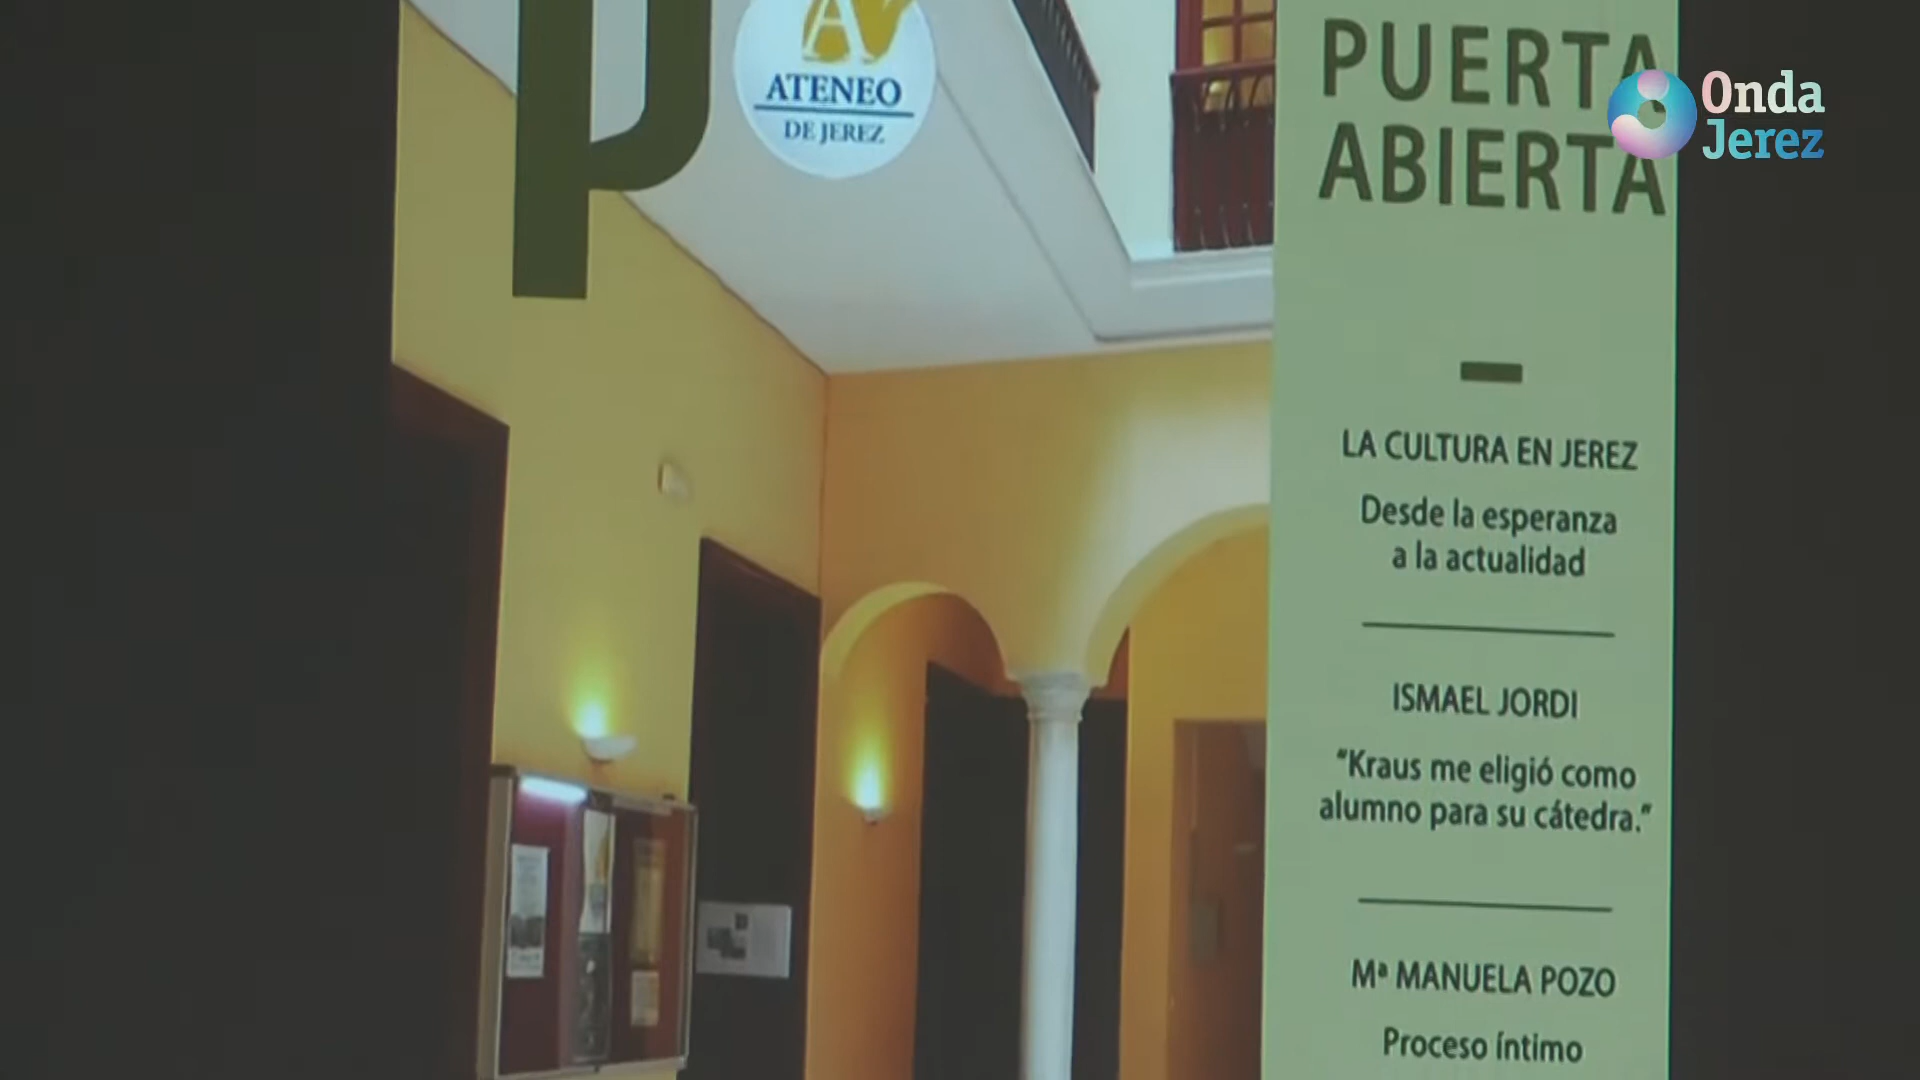 p
A
ATENEO
DE JEREZ
PUERTA
ABIERTA
Onda
Jerez
LA CULTURA EN JEREZ
Desde la esperanza
a la actualidad
ISMAEL JORDI
“Kraus me eligió como
alumno para su cátedra.”
Mª MANUELA POZO
Proceso íntimo